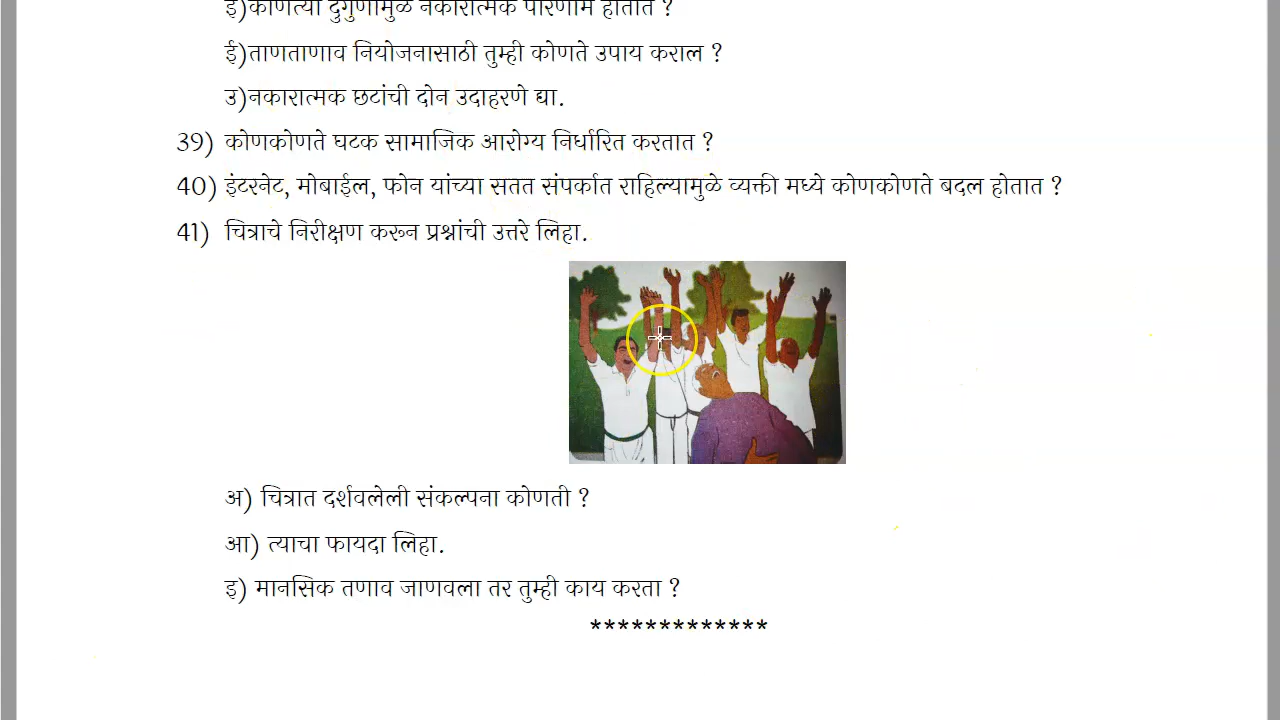 इ)कोणत्या दुर्गुणामुळे नकारात्मक परिणाम होतात ?
ई)ताणताणाव नियोजनासाठी तुम्ही कोणते उपाय कराल ?
उ)नकारात्मक छटांची दोन उदाहरणे द्या.
39) कोणकोणते घटक सामाजिक आरोग्य निर्धारित करतात ?
40) इंटरनेट, मोबाईल, फोन यांच्या सतत संपर्कात राहिल्यामुळे व्यक्ती मध्ये कोणकोणते बदल होतात ?
41) चित्राचे निरीक्षण करून प्रश्नांची उत्तरे लिहा.
अ) चित्रात दर्शवलेली संकल्पना कोणती ?
आ) त्याचा फायदा लिहा.
इ) मानसिक तणाव जाणवला तर तुम्ही काय करता ?
*************